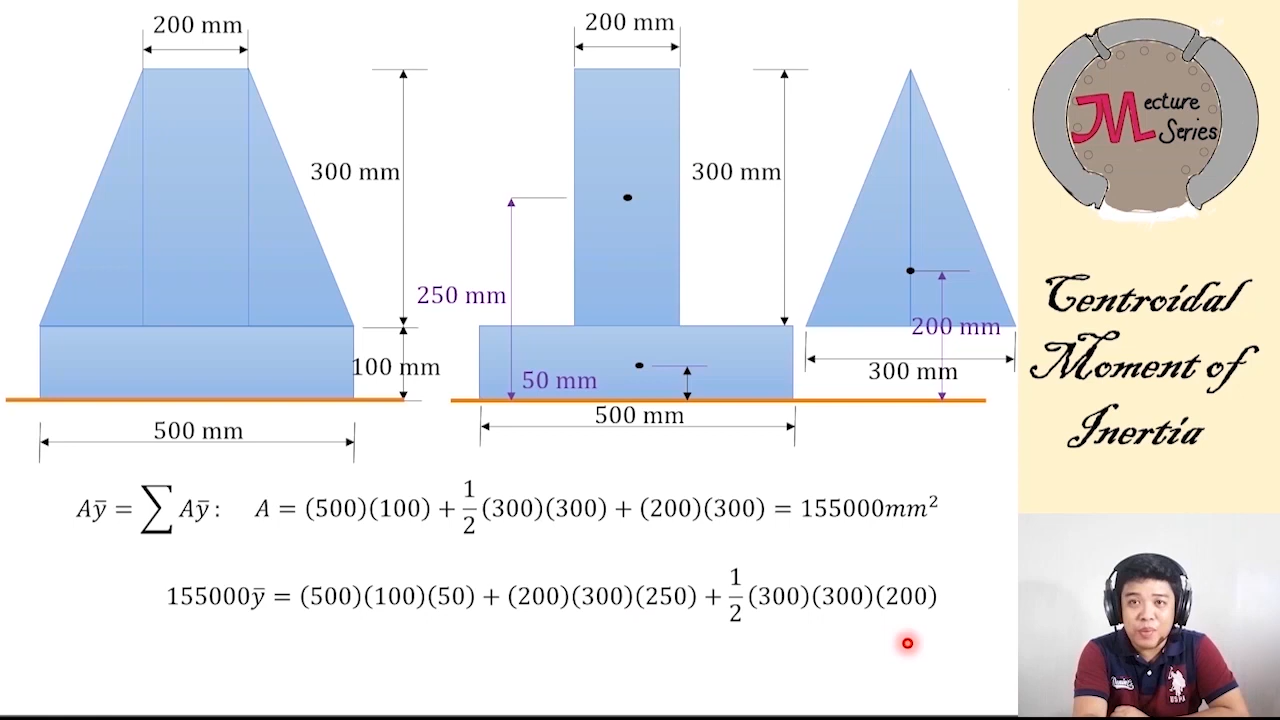 200 mm
200 mm
300 mm
300 mm
250 mm
200 mm
100 mm
50 mm
300 mm
500 mm
500 mm
Aȳ = ∑ Aȳ: A = (500)(100) + 1/2 (300)(300) + (200)(300) = 155000mm²
155000ȳ = (500)(100)(50) + (200)(300)(250) + 1/2 (300)(300)(200)
JMLecture
Series
Centroidal
Moment of
Inertia